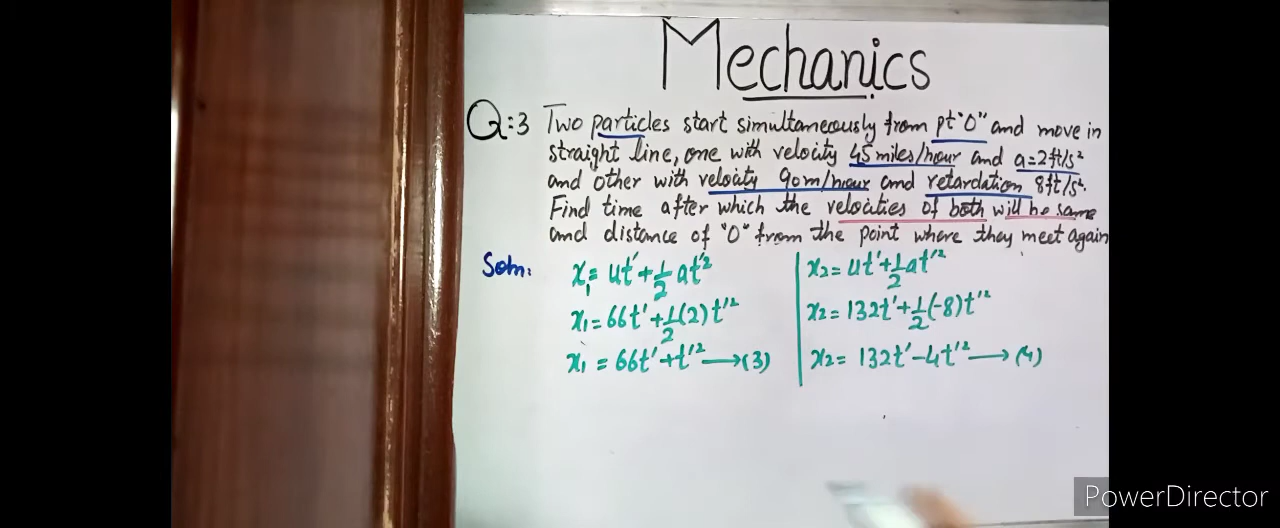 Mechanics
Q:3 Two particles start simultaneously from pt "O" and move in
straight line, one with velocity 45 miles/hour and a=2ft/s²
and other with velocity 90m/hour and retardation 8ft/s².
Find time after which the velocities of both will be same
and distance of "O" from the point where they meet again
Soln:
x₁= ut′+1/2 at′²
x₁=66t′+1/2(2)t′²
x₁ = 66t′+t′² → (3)
x₂= ut′+1/2at′²
x₂=132t′+1/2(-8)t′²
x₂= 132t′-4t′² → (4)
PowerDirector